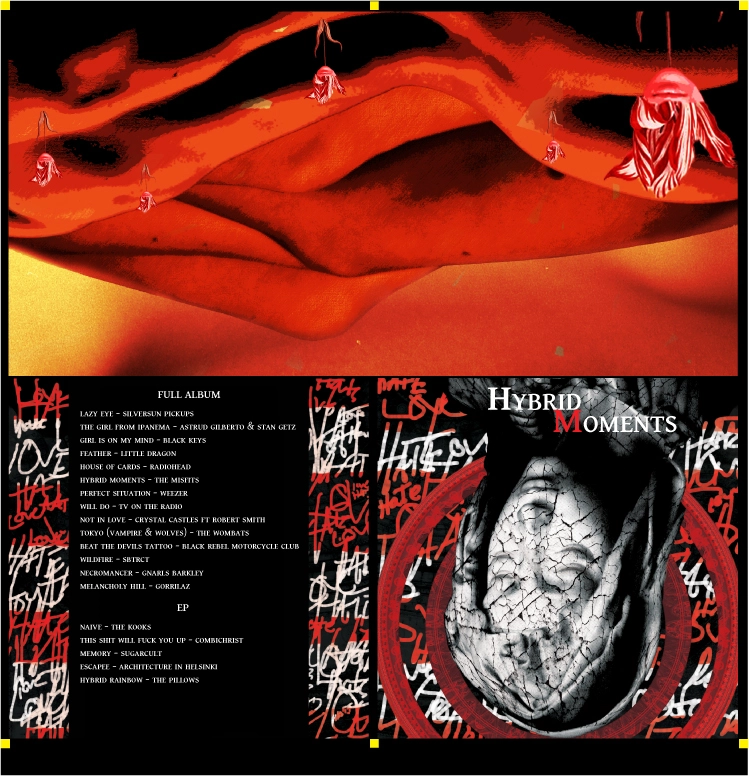 FULL ALBUM
LAZY EYE - SILVERSUN PICKUPS
THE GIRL FROM IPANEMA - ASTRUD GILBERTO & STAN GETZ
GIRL IS ON MY MIND - BLACK KEYS
FEATHER - LITTLE DRAGON
HOUSE OF CARDS - RADIOHEAD
HYBRID MOMENTS - THE MISFITS
PERFECT SITUATION - WEEZER
WILL DO - TV ON THE RADIO
NOT IN LOVE - CRYSTAL CASTLES FT ROBERT SMITH
TOKYO (VAMPIRE & WOLVES) - THE WOMBATS
BEAT THE DEVILS TATTOO - BLACK REBEL MOTORCYCLE CLUB
WILDFIRE - SBTRCT
NECROMANCER - GNARLS BARKLEY
MELANCHOLY HILL - GORRILAZ
EP
NAIVE - THE KOOKS
THIS SHIT WILL FUCK YOU UP - COMBICHRIST
MEMORY - SUGARCULT
ESCAPEE - ARCHITECTURE IN HELSINKI
HYBRID RAINBOW - THE PILLOWS
HYBRID
MOMENTS